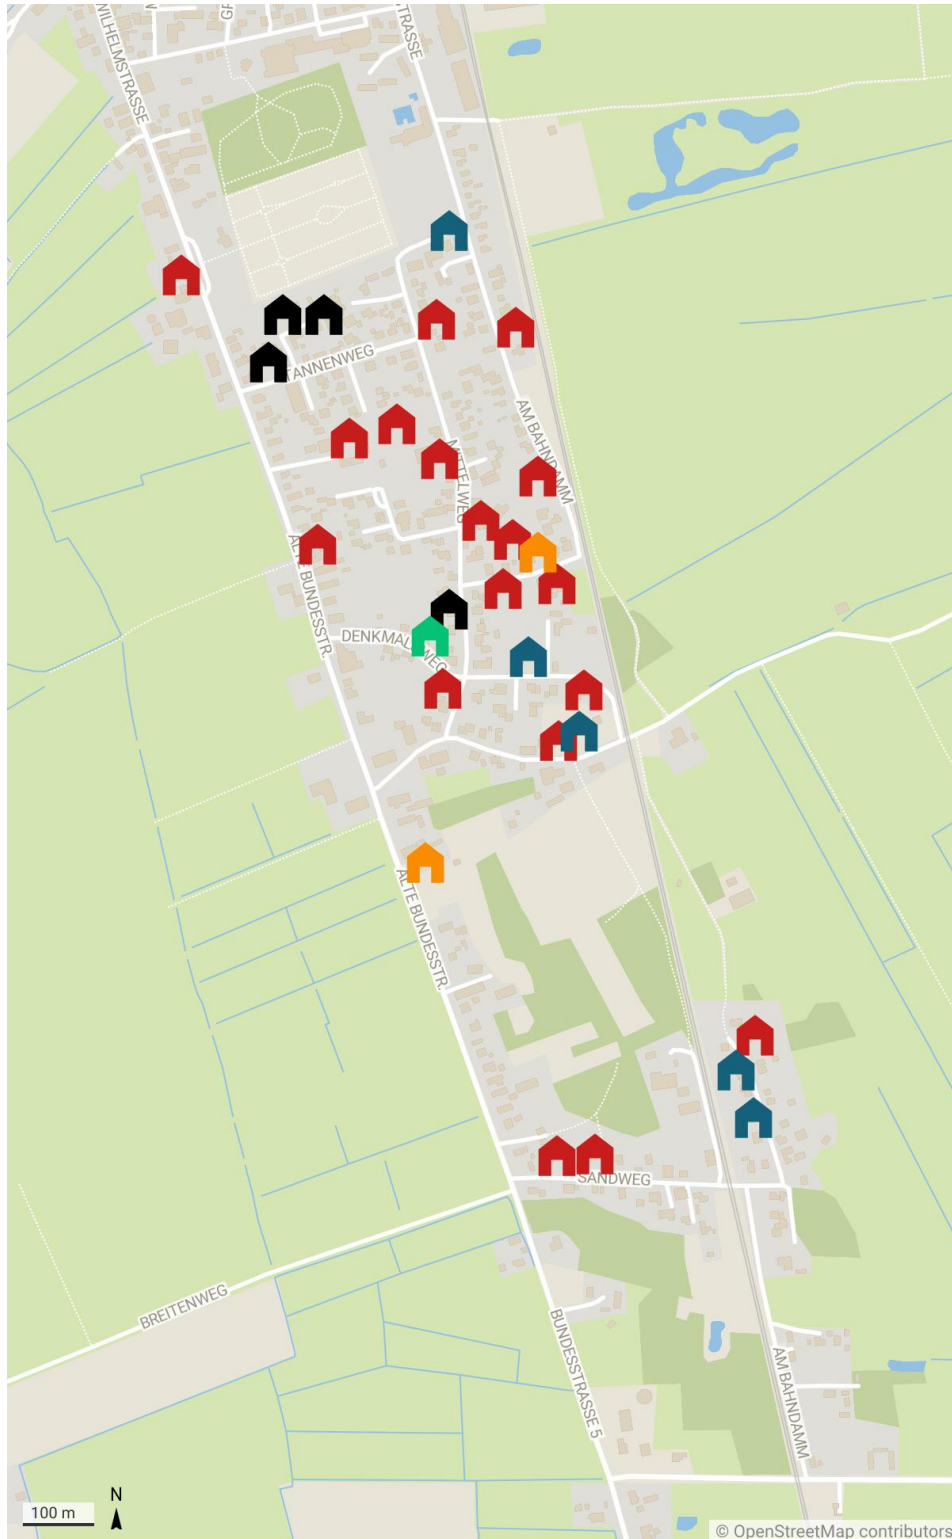 WILHELMSTRASSE
STRASSE
TANNENWEG
AM BAHNDAMM
MITTELWEG
ALTE BUNDESSTR.
ALTE BUNDESSTR.
SANDWEG
BREITENWEG
BUNDESSTRASSE 5
AM BAHNDAMM
100 m
N
© OpenStreetMap contributors